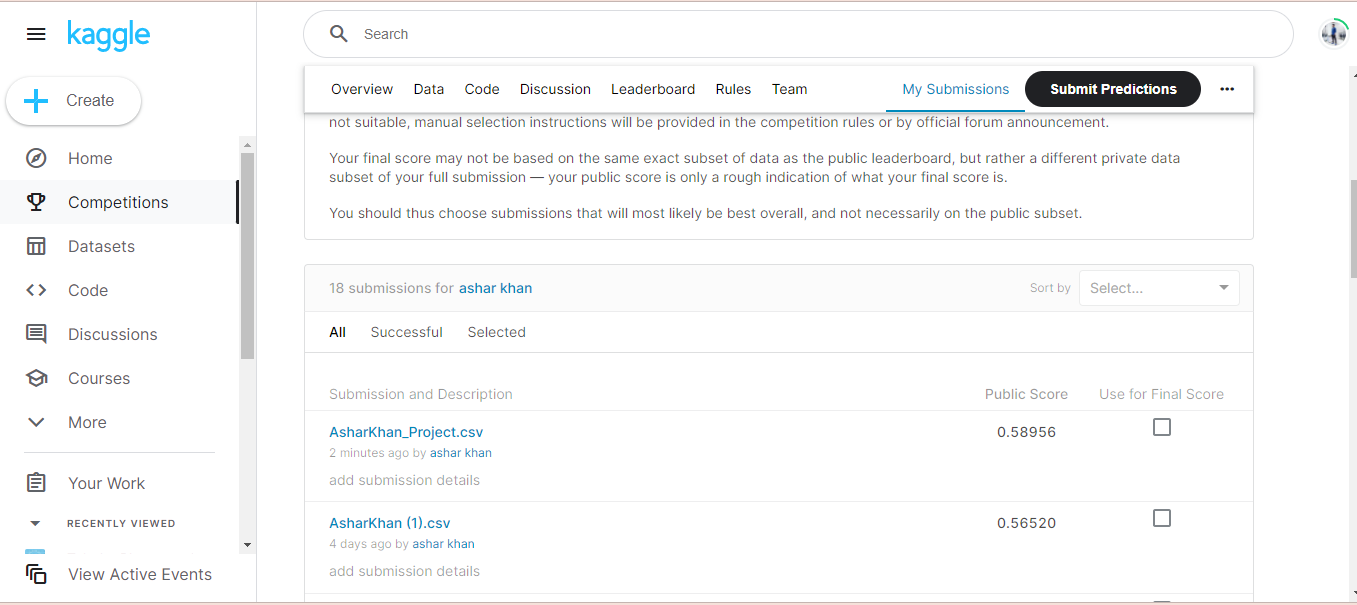 kaggle
Search
Create
Overview Data Code Discussion Leaderboard Rules Team My Submissions Submit Predictions ...
not suitable, manual selection instructions will be provided in the competition rules or by official forum announcement.
Your final score may not be based on the same exact subset of data as the public leaderboard, but rather a different private data
subset of your full submission — your public score is only a rough indication of what your final score is.
You should thus choose submissions that will most likely be best overall, and not necessarily on the public subset.
Home
Competitions
Datasets
Code
Discussions
Courses
More
Your Work
RECENTLY VIEWED
View Active Events
18 submissions for ashar khan
Sort by Select...
All Successful Selected
Submission and Description Public Score Use for Final Score
AsharKhan_Project.csv 0.58956
2 minutes ago by ashar khan
add submission details
AsharKhan (1).csv 0.56520
4 days ago by ashar khan
add submission details